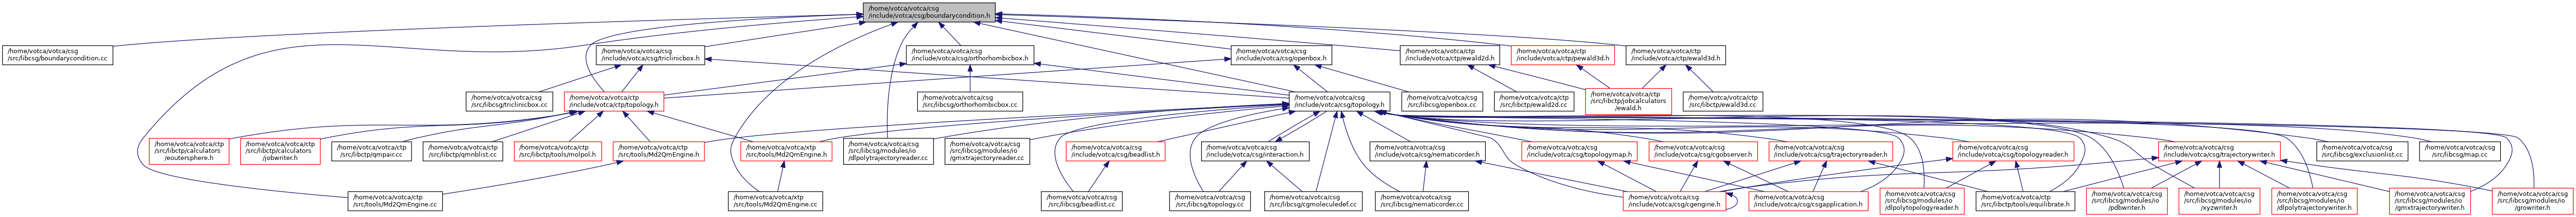 /home/votca/votca/csg
/include/votca/csg/boundarycondition.h
/home/votca/votca/csg
/src/libcsg/boundarycondition.cc
/home/votca/votca/csg
/include/votca/csg/triclinicbox.h
/home/votca/votca/csg
/include/votca/csg/orthorhombicbox.h
/home/votca/votca/csg
/include/votca/csg/openbox.h
/home/votca/votca/ctp
/include/votca/ctp/ewald2d.h
/home/votca/votca/ctp
/include/votca/ctp/pewald3d.h
/home/votca/votca/ctp
/include/votca/ctp/ewald3d.h
/home/votca/votca/csg
/src/libcsg/triclinicbox.cc
/home/votca/votca/ctp
/include/votca/ctp/topology.h
/home/votca/votca/csg
/src/libcsg/orthorhombicbox.cc
/home/votca/votca/csg
/include/votca/csg/topology.h
/home/votca/votca/csg
/src/libcsg/openbox.cc
/home/votca/votca/ctp
/src/libctp/ewald2d.cc
/home/votca/votca/ctp
/src/libctp/jobcalculators
/ewald.h
/home/votca/votca/ctp
/src/libctp/ewald3d.cc
/home/votca/votca/ctp
/src/libctp/calculators
/eoutersphere.h
/home/votca/votca/ctp
/src/libctp/calculators
/jobwriter.h
/home/votca/votca/ctp
/src/libctp/qmpair.cc
/home/votca/votca/ctp
/src/libctp/qmnblist.cc
/home/votca/votca/ctp
/src/libctp/tools/molpol.h
/home/votca/votca/ctp
/src/tools/Md2QmEngine.h
/home/votca/votca/xtp
/src/tools/Md2QmEngine.h
/home/votca/votca/csg
/src/libcsg/modules/io
/dlpolytrajectoryreader.cc
/home/votca/votca/csg
/src/libcsg/modules/io
/gmxtrajectoryreader.cc
/home/votca/votca/csg
/include/votca/csg/beadlist.h
/home/votca/votca/csg
/include/votca/csg/interaction.h
/home/votca/votca/csg
/include/votca/csg/nematicorder.h
/home/votca/votca/csg
/include/votca/csg/topologymap.h
/home/votca/votca/csg
/include/votca/csg/cgobserver.h
/home/votca/votca/csg
/include/votca/csg/trajectoryreader.h
/home/votca/votca/csg
/include/votca/csg/topologyreader.h
/home/votca/votca/csg
/include/votca/csg/trajectorywriter.h
/home/votca/votca/csg
/src/libcsg/exclusionlist.cc
/home/votca/votca/csg
/src/libcsg/map.cc
/home/votca/votca/ctp
/src/tools/Md2QmEngine.cc
/home/votca/votca/xtp
/src/tools/Md2QmEngine.cc
/home/votca/votca/csg
/src/libcsg/beadlist.cc
/home/votca/votca/csg
/src/libcsg/topology.cc
/home/votca/votca/csg
/src/libcsg/cgmoleculedef.cc
/home/votca/votca/csg
/src/libcsg/nematicorder.cc
/home/votca/votca/csg
/include/votca/csg/cgengine.h
/home/votca/votca/csg
/include/votca/csg/csgapplication.h
/home/votca/votca/csg
/src/libcsg/modules/io
/dlpolytopologyreader.h
/home/votca/votca/ctp
/src/libctp/tools/equilibrate.h
/home/votca/votca/csg
/src/libcsg/modules/io
/pdbwriter.h
/home/votca/votca/csg
/src/libcsg/modules/io
/xyzwriter.h
/home/votca/votca/csg
/src/libcsg/modules/io
/dlpolytrajectorywriter.h
/home/votca/votca/csg
/src/libcsg/modules/io
/gmxtrajectorywriter.h
/home/votca/votca/csg
/src/libcsg/modules/io
/growriter.h